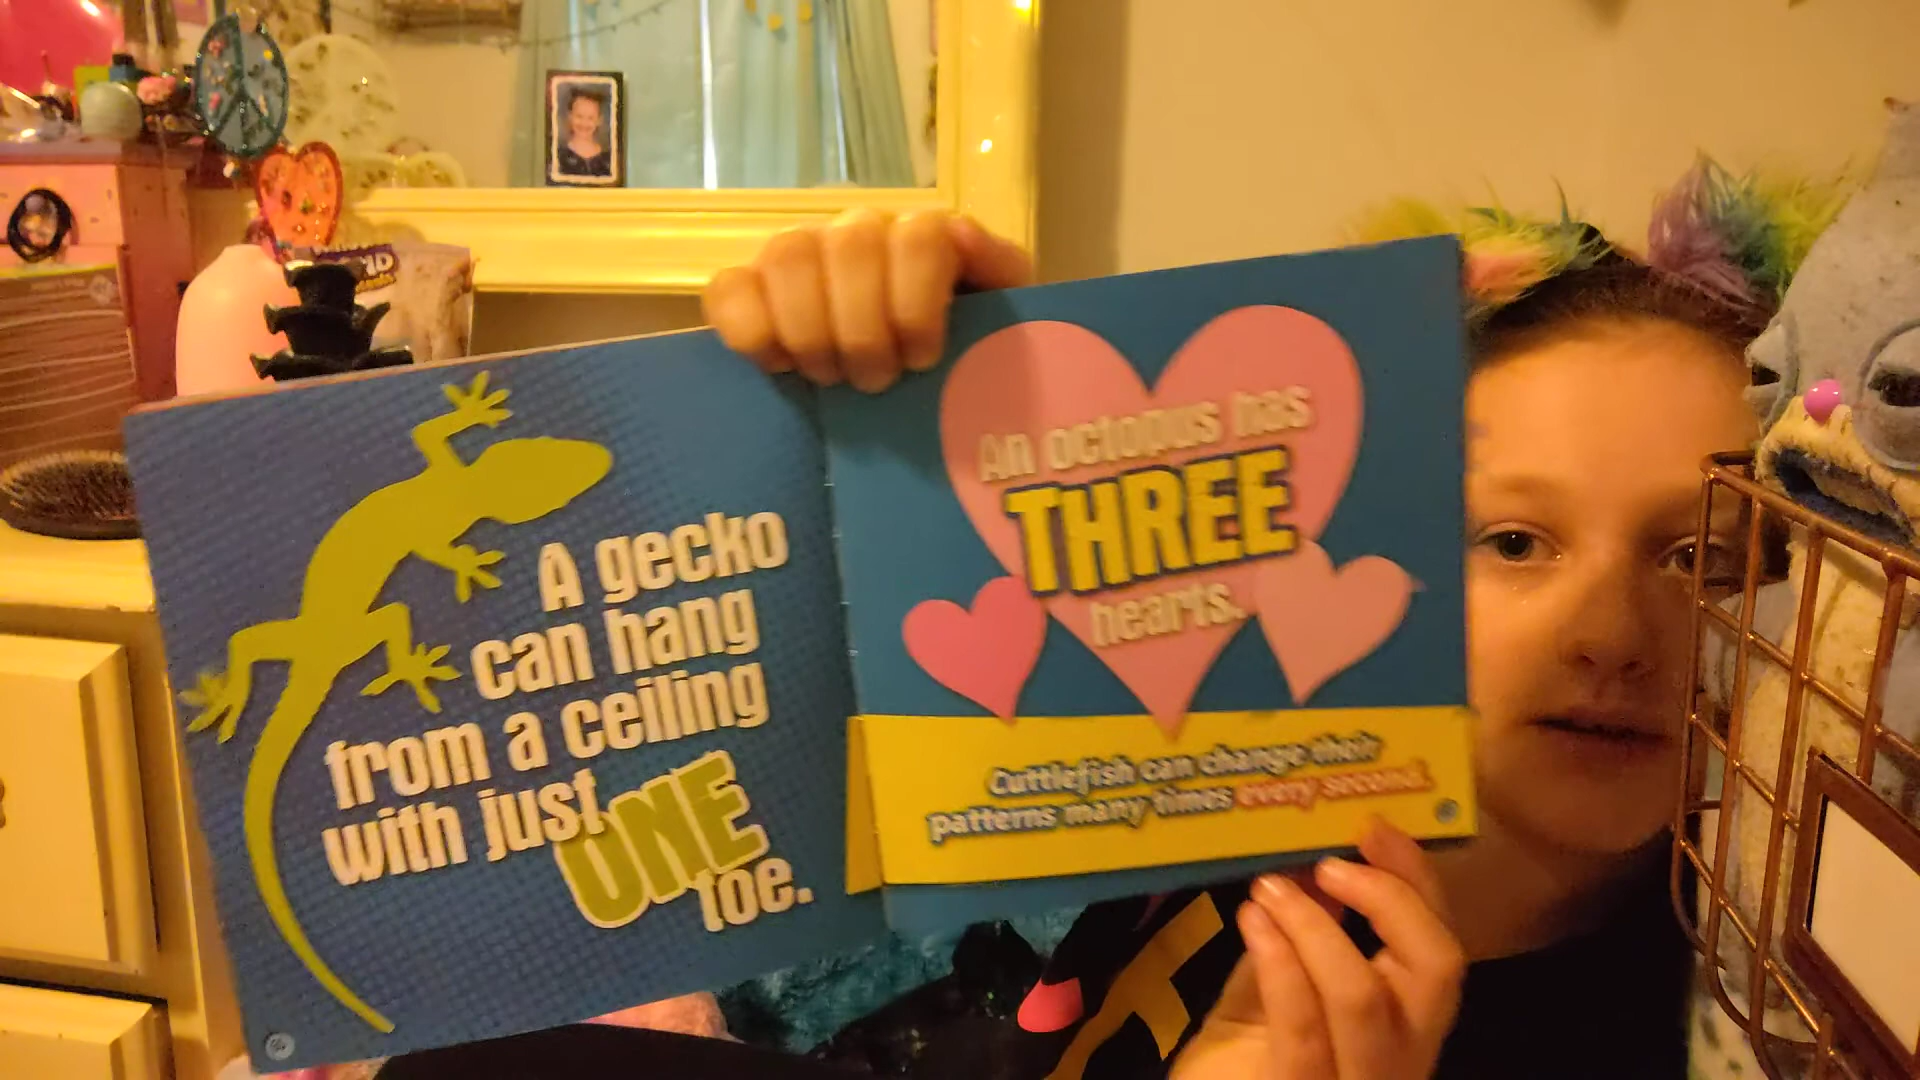 A gecko
can hang
from a ceiling
with just ONE
toe.
An octopus has
THREE
hearts.
Cuttlefish can change their
patterns many times every second.